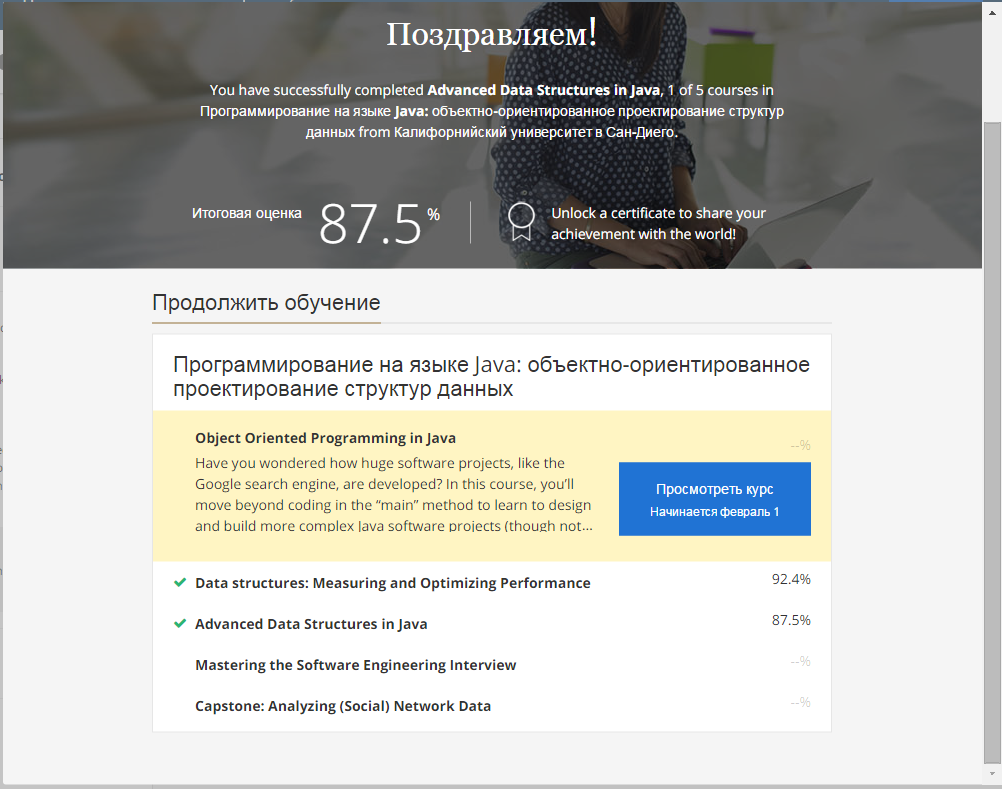 Поздравляем!
You have successfully completed Advanced Data Structures in Java, 1 of 5 courses in
Программирование на языке Java: объектно-ориентированное проектирование структур
данных from Калифорнийский университет в Сан-Диего.
Итоговая оценка 87.5 %
Unlock a certificate to share your
achievement with the world!
Продолжить обучение
Программирование на языке Java: объектно-ориентированное
проектирование структур данных
Object Oriented Programming in Java
--%
Have you wondered how huge software projects, like the
Google search engine, are developed? In this course, you’ll
move beyond coding in the “main” method to learn to design
and build more complex Java software projects (though not...
Просмотреть курс
Начинается февраль 1
Data structures: Measuring and Optimizing Performance 92.4%
Advanced Data Structures in Java 87.5%
Mastering the Software Engineering Interview --%
Capstone: Analyzing (Social) Network Data --%